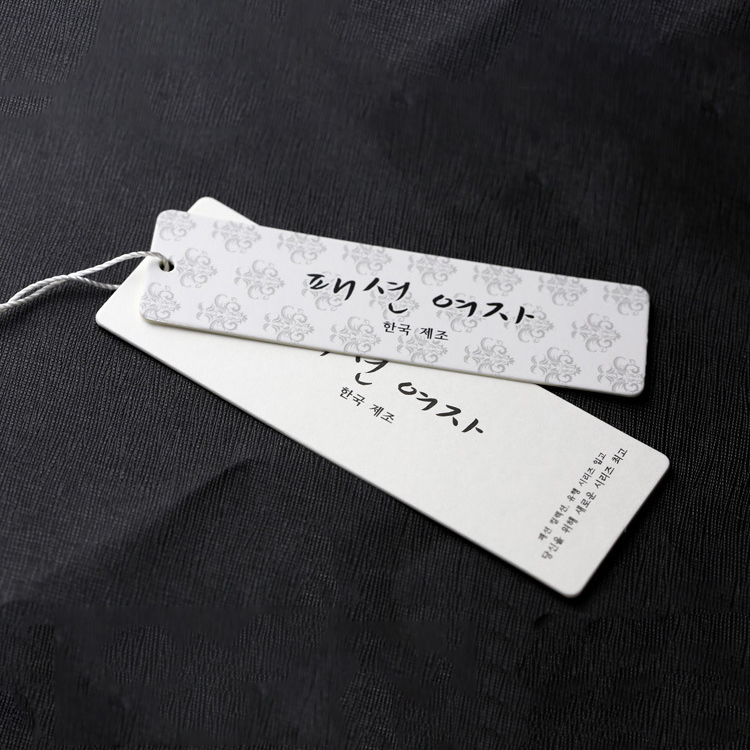 패션 여자
한국 제조
션 여자
한국 제조
패션 컬렉션, 유행 시리즈 입고
당신을 위해 새로운 시리즈 최고